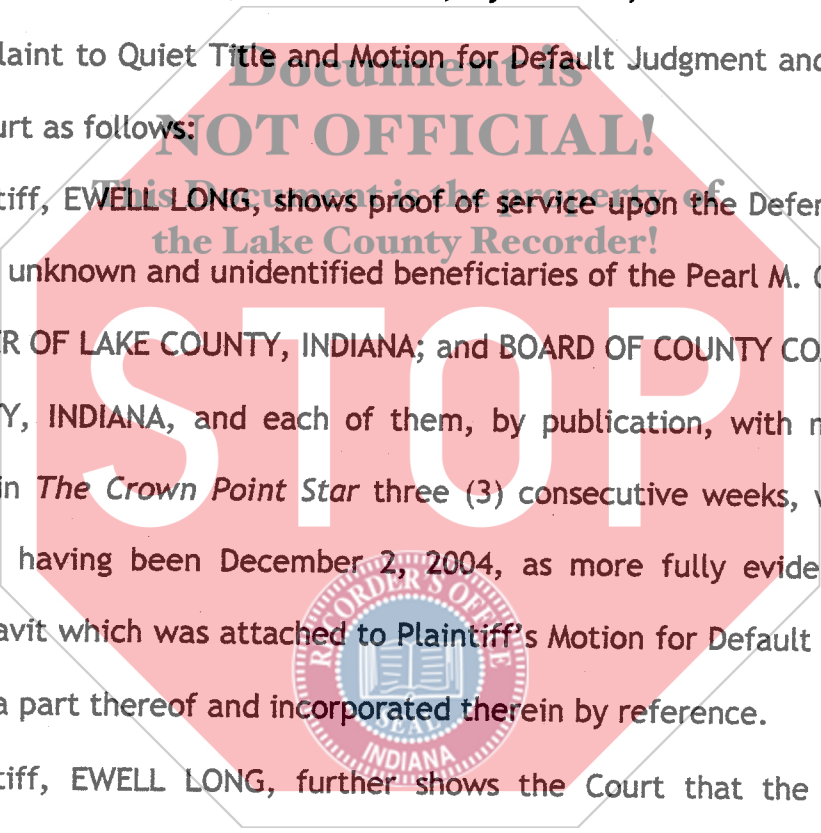 laint to Quiet Title and Motion for Default Judgment and
Document is
urt as follows:
NOT OFFICIAL!
This Document is the property of
tiff, EWELL LONG, shows proof of service upon the Defen
the Lake County Recorder!
unknown and unidentified beneficiaries of the Pearl M.
R OF LAKE COUNTY, INDIANA; and BOARD OF COUNTY CO
STOP
Y, INDIANA, and each of them, by publication, with
in The Crown Point Star three (3) consecutive weeks,
having been December 2, 2004, as more fully evide
RECORDER'S OFFICE
avit which was attached to Plaintiff's Motion for Default
a part thereof and incorporated therein by reference.
SEAL
INDIANA
tiff, EWELL LONG, further shows the Court that the